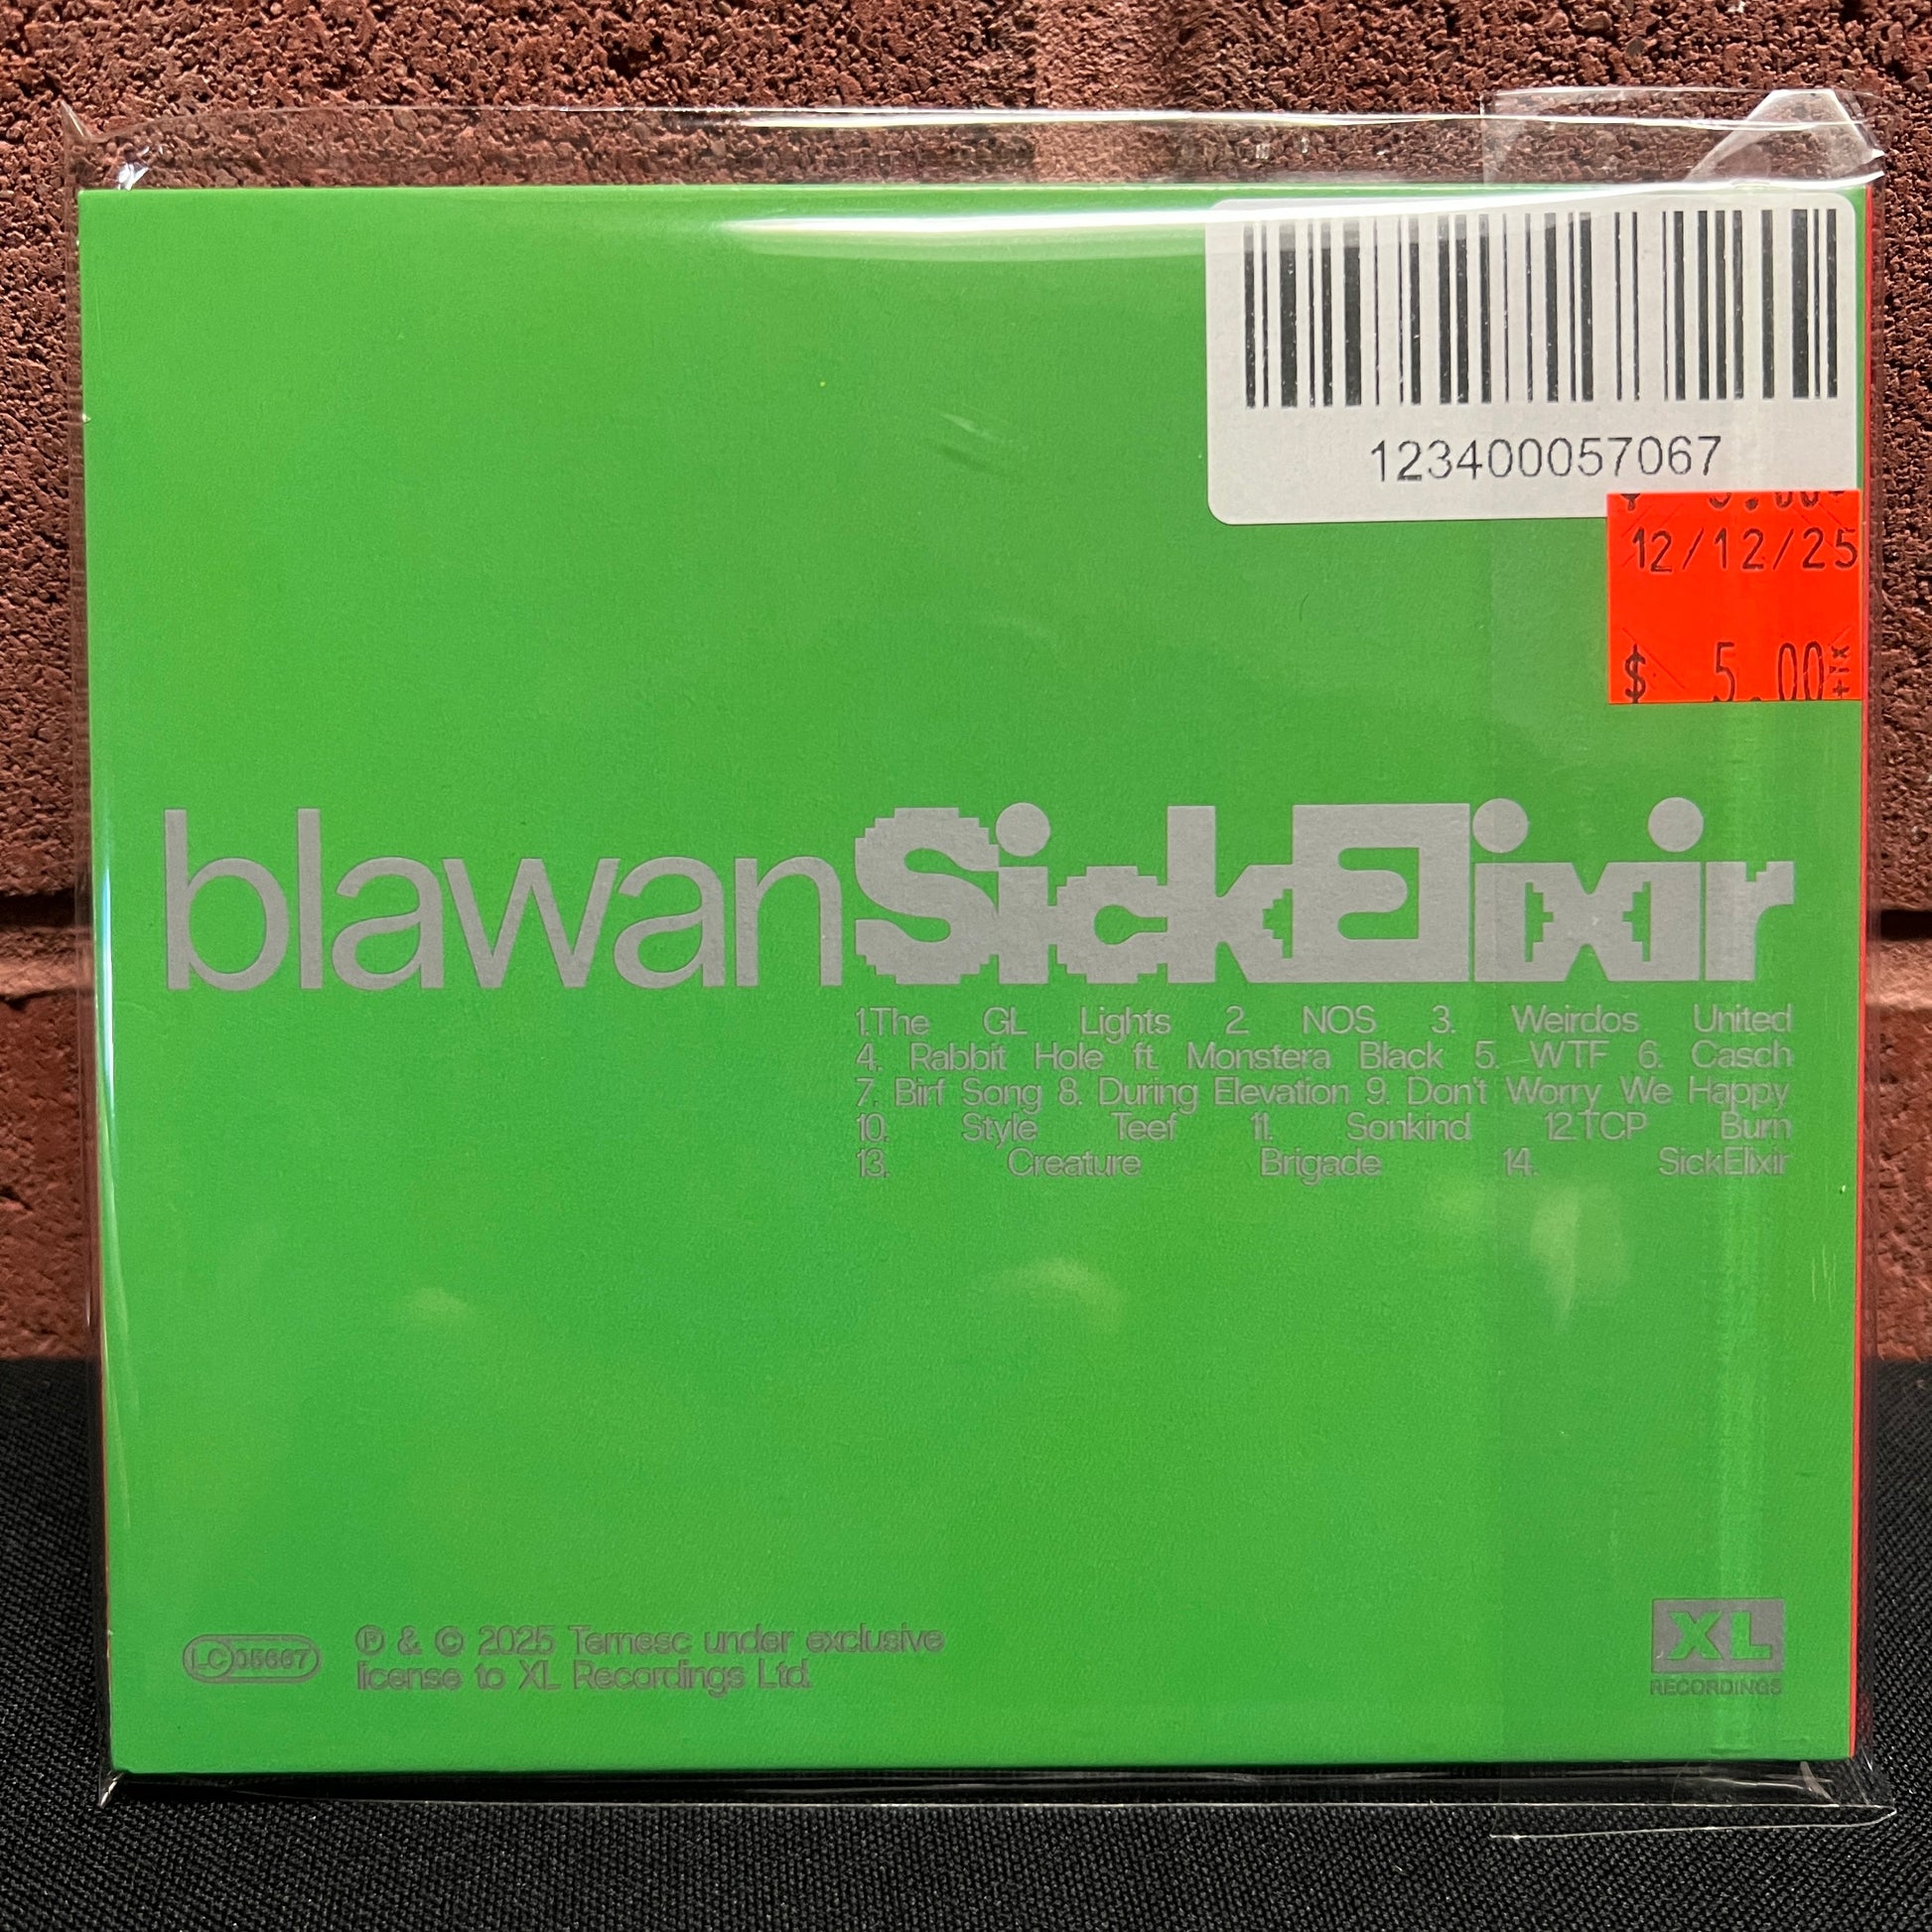 123400057067
12/12/25
$ 5.00
blawan SickElixir
1.The GL Lights 2. NOS 3. Weirdos United
4. Rabbit Hole ft. Monstera Black 5. WTF 6. Casch
7. Birf Song 8. During Elevation 9. Don't Worry We Happy
10. Style Teef 11. Sonkind 12.TCP Burn
13. Creature Brigade 14. SickElixir
LC 05667
℗ & © 2025 Ternesc under exclusive
license to XL Recordings Ltd.
XL
RECORDINGS